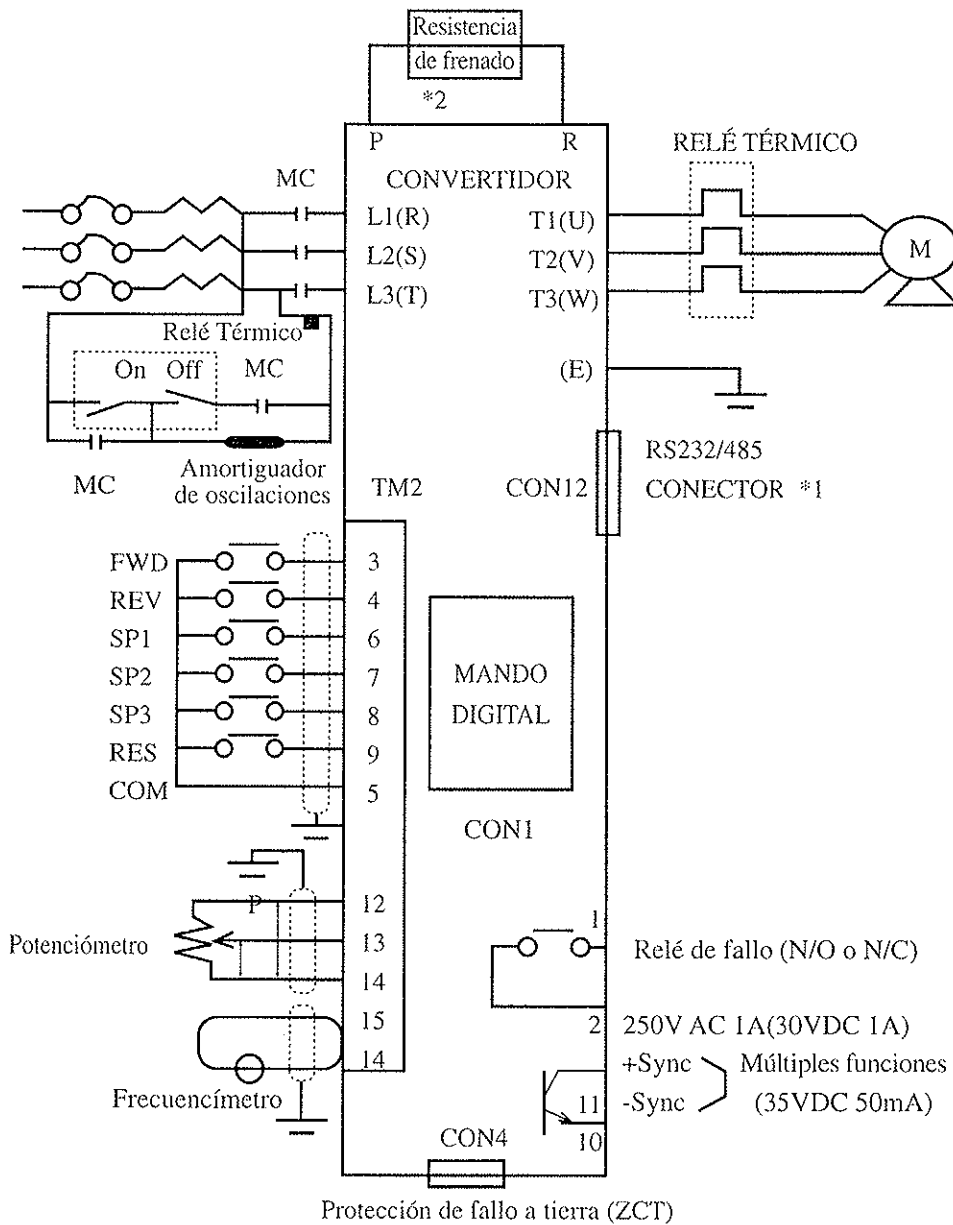 Resistencia
de frenado
*2
P R
RELÉ TÉRMICO
MC
CONVERTIDOR
L1(R) T1(U)
L2(S) T2(V)
L3(T) T3(W)
M
Relé Térmico
On Off MC
(E)
MC
Amortiguador
de oscilaciones
TM2
CON12
RS232/485
CONECTOR *1
FWD 3
REV 4
SP1 6
SP2 7
SP3 8
RES 9
COM 5
MANDO
DIGITAL
CON1
P
12
Potenciómetro 13
14
15
14
Frecuencímetro
1
Relé de fallo (N/O o N/C)
2 250V AC 1A(30VDC 1A)
+Sync Múltiples funciones
11 -Sync (35VDC 50mA)
10
CON4
Protección de fallo a tierra (ZCT)